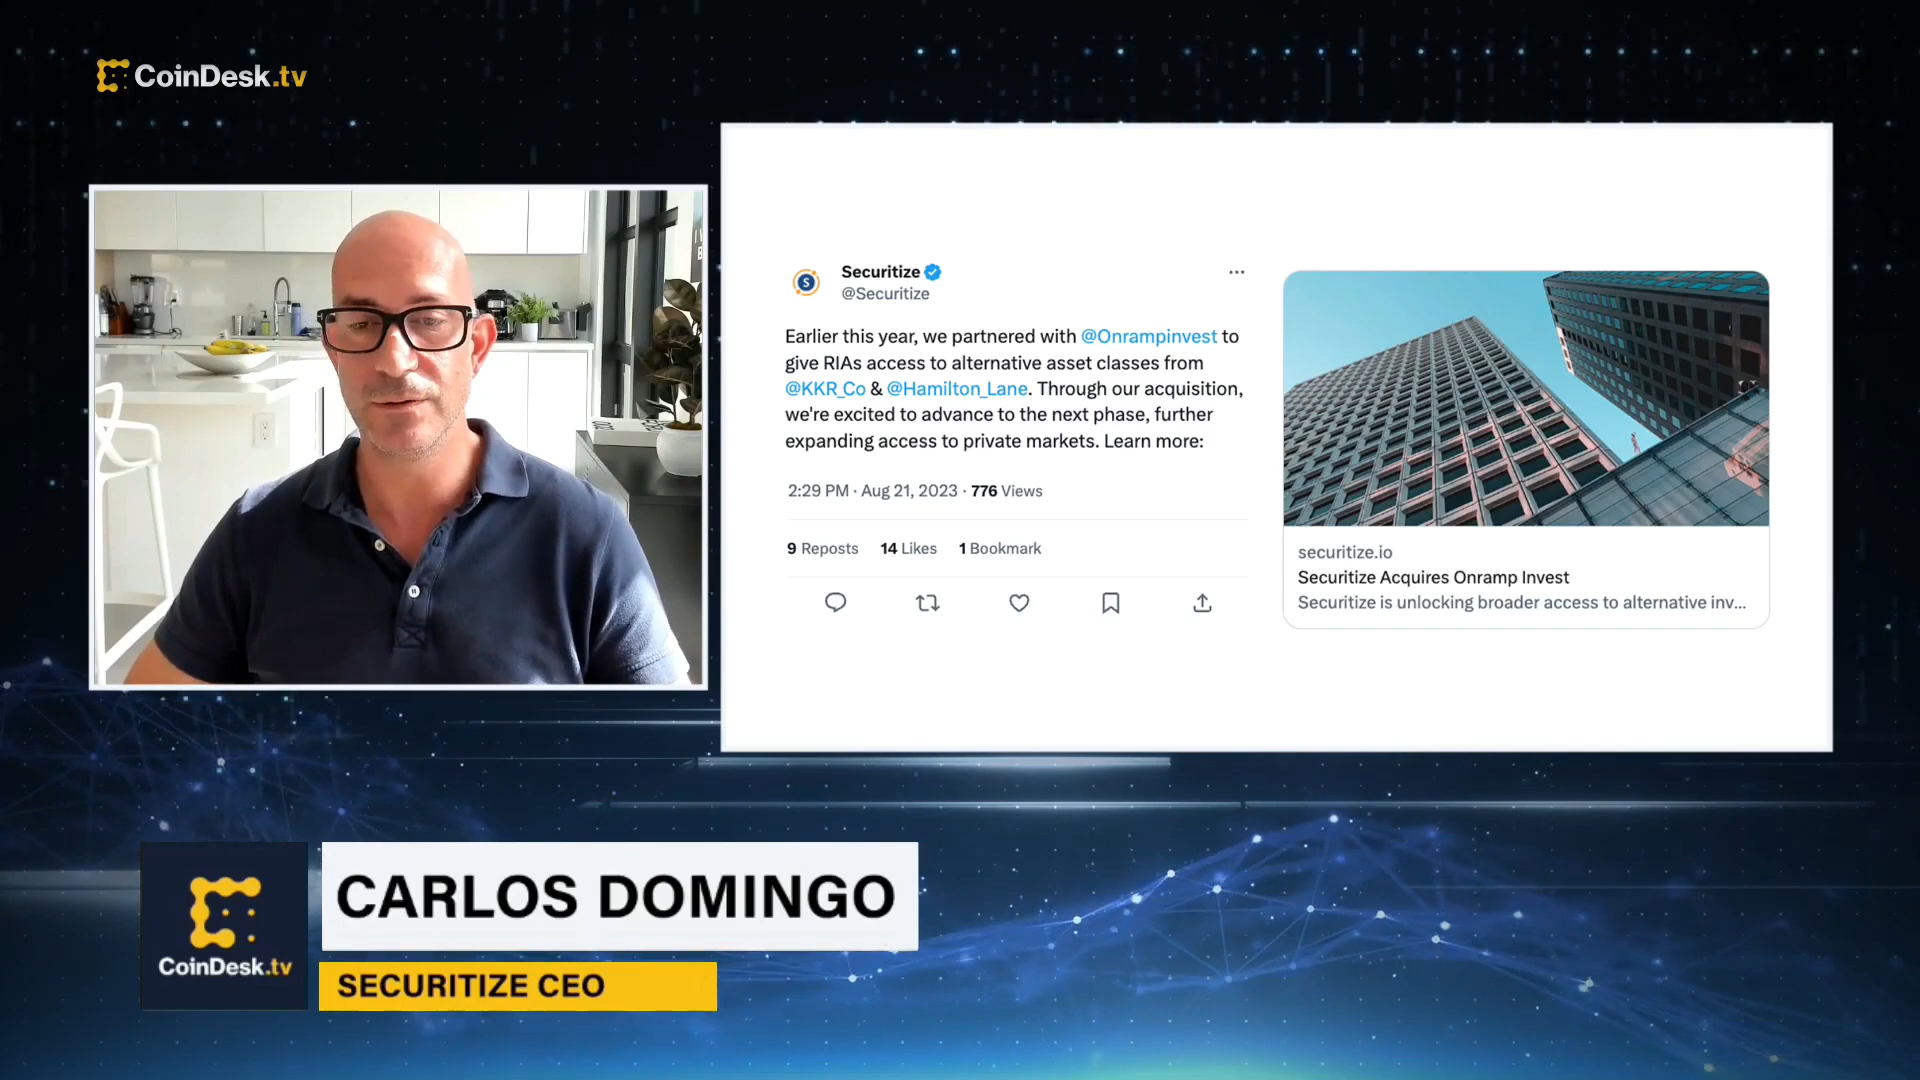 CoinDesk.tv
Securitize
@Securitize
Earlier this year, we partnered with @Onrampinvest to
give RIAs access to alternative asset classes from
@KKR_Co & @Hamilton_Lane. Through our acquisition,
we're excited to advance to the next phase, further
expanding access to private markets. Learn more:
2:29 PM · Aug 21, 2023 · 776 Views
9 Reposts 14 Likes 1 Bookmark
securitize.io
Securitize Acquires Onramp Invest
Securitize is unlocking broader access to alternative inv...
CARLOS DOMINGO
SECURITIZE CEO
CoinDesk.tv